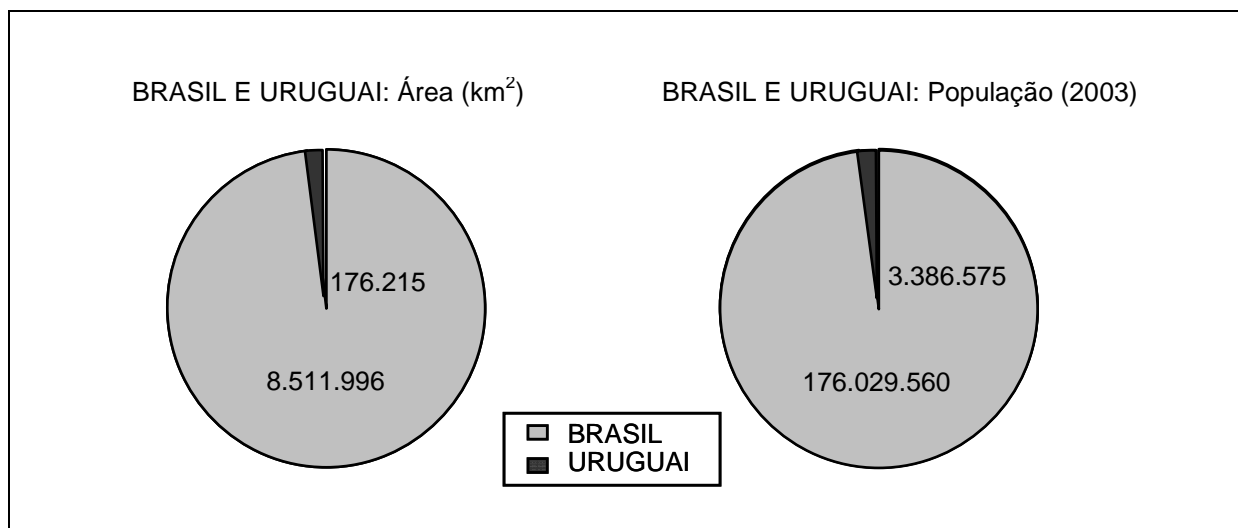 BRASIL E URUGUAI: Área (km²)
BRASIL E URUGUAI: População (2003)
176.215
8.511.996
3.386.575
176.029.560
BRASIL
URUGUAI